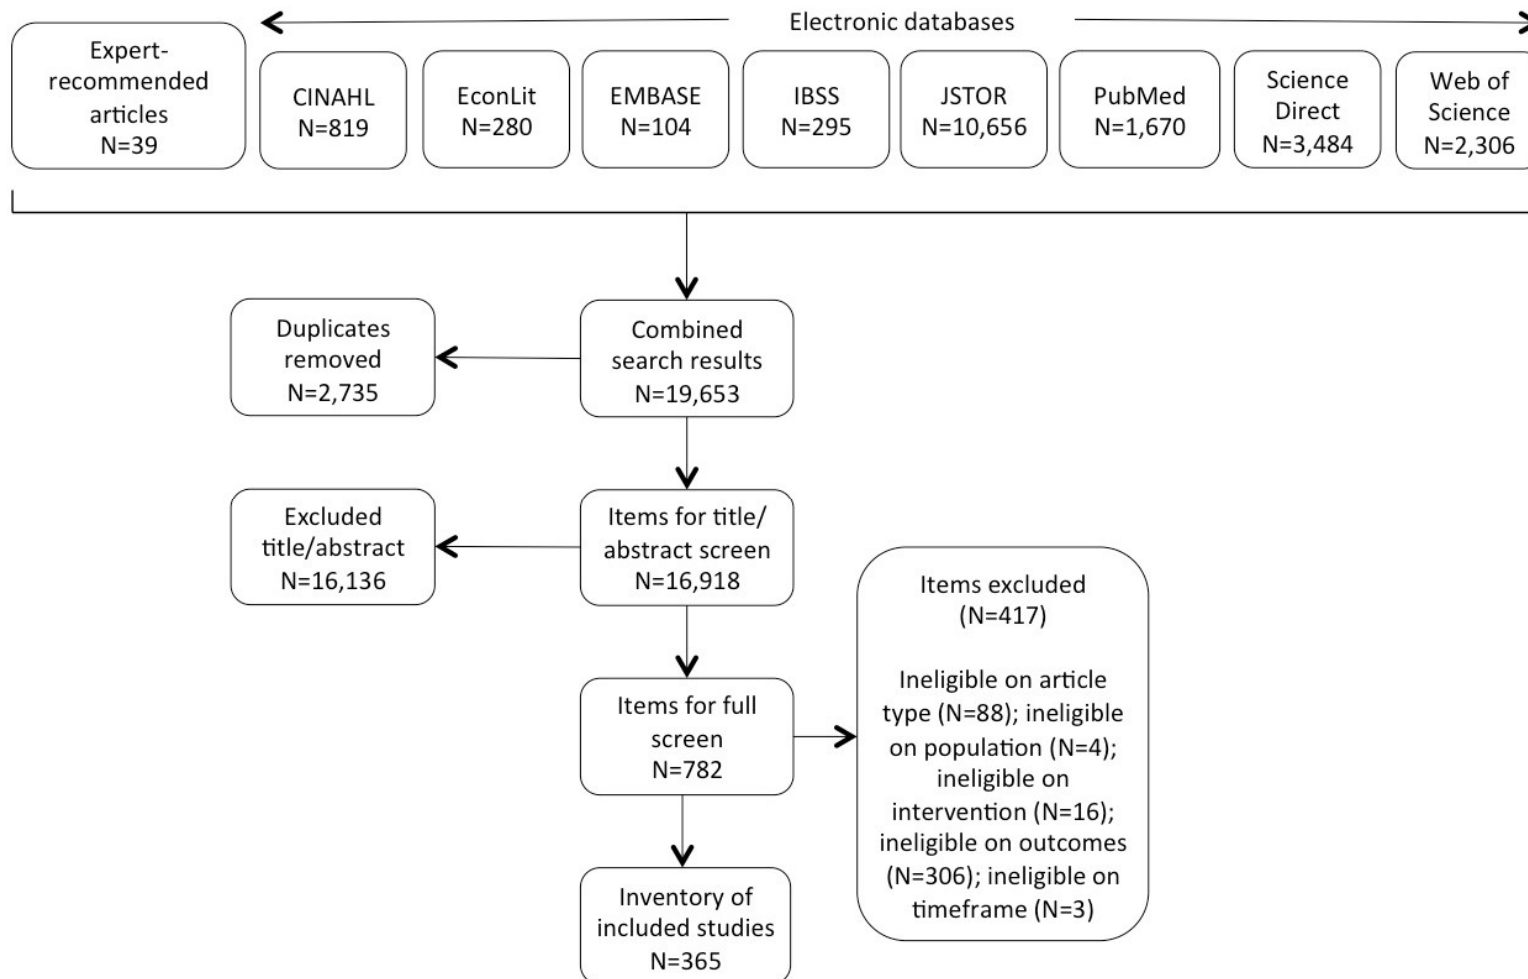 Electronic databases
Expert-
recommended
articles
N=39
CINAHL
N=819
EconLit
N=280
EMBASE
N=104
IBSS
N=295
JSTOR
N=10,656
PubMed
N=1,670
Science
Direct
N=3,484
Web of
Science
N=2,306
Duplicates
removed
N=2,735
Combined
search results
N=19,653
Excluded
title/abstract
N=16,136
Items for title/
abstract screen
N=16,918
Items for full
screen
N=782
Items excluded
(N=417)
Ineligible on article
type (N=88); ineligible
on population (N=4);
ineligible on
intervention (N=16);
ineligible on outcomes
(N=306); ineligible on
timeframe (N=3)
Inventory of
included studies
N=365